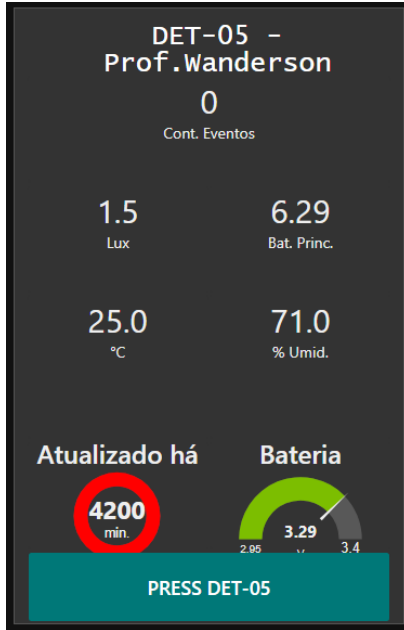 DET-05 -
Prof.Wanderson
0
Cont. Eventos
1.5
Lux
6.29
Bat. Princ.
25.0
°C
71.0
% Umid.
Atualizado há
4200
min.
Bateria
3.29
2.95
3.4
PRESS DET-05